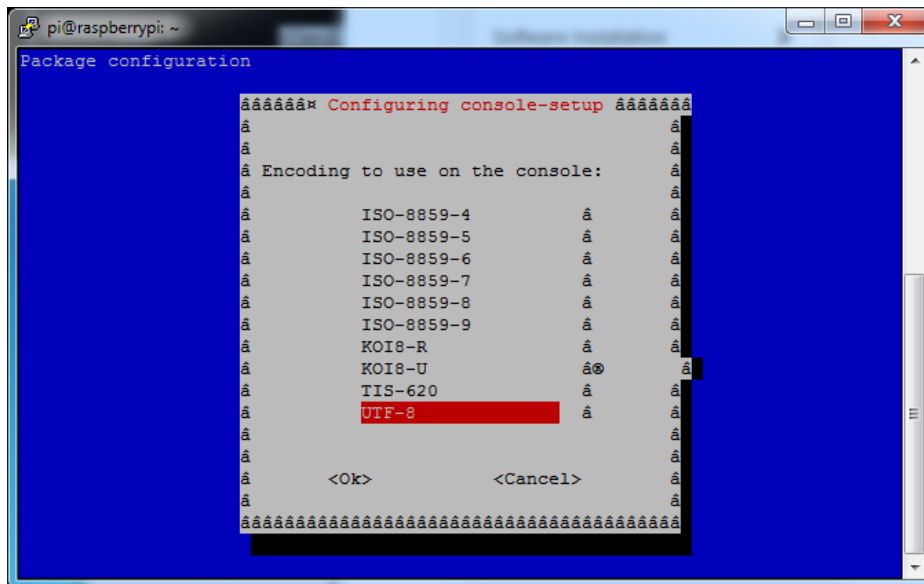 pi@raspberrypi: ~
Package configuration
âââââ¤ Configuring console-setup âââââââ
â â
â â
â Encoding to use on the console: â
â â
â ISO-8859-4 â â
â ISO-8859-5 â â
â ISO-8859-6 â â
â ISO-8859-7 â â
â ISO-8859-8 â â
â ISO-8859-9 â â
â KOI8-R â â
â KOI8-U â® â
â TIS-620 â â
â UTF-8 â â
â â
â â
â <Ok> <Cancel> â
â â
ââââââââââââââââââââââââââââââââââââââââ